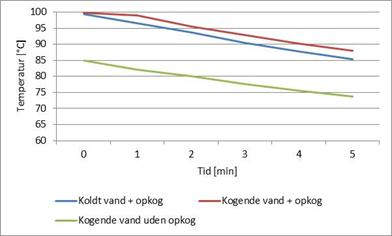 Temperatur [°C]
100
95
90
85
80
75
70
65
60
0 1 2 3 4 5
Tid [min]
Koldt vand + opkog Kogende vand + opkog
Kogende vand uden opkog